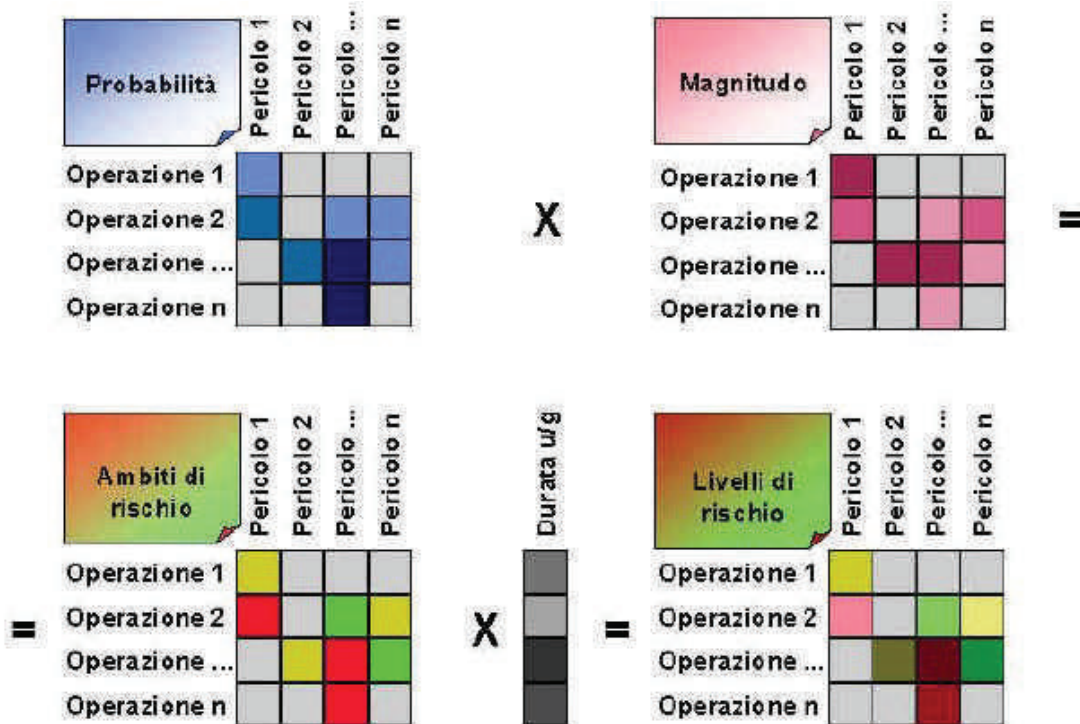 Probabilità
Pericolo 1
Pericolo 2
Pericolo ...
Pericolo n
Operazione 1
Operazione 2
Operazione ...
Operazione n
X
Magnitudo
Pericolo 1
Pericolo 2
Pericolo ...
Pericolo n
Operazione 1
Operazione 2
Operazione ...
Operazione n
=
=
Ambiti di
rischio
Pericolo 1
Pericolo 2
Pericolo ...
Pericolo n
Operazione 1
Operazione 2
Operazione ...
Operazione n
X
Durata u/g
=
Livelli di
rischio
Pericolo 1
Pericolo 2
Pericolo ...
Pericolo n
Operazione 1
Operazione 2
Operazione ...
Operazione n